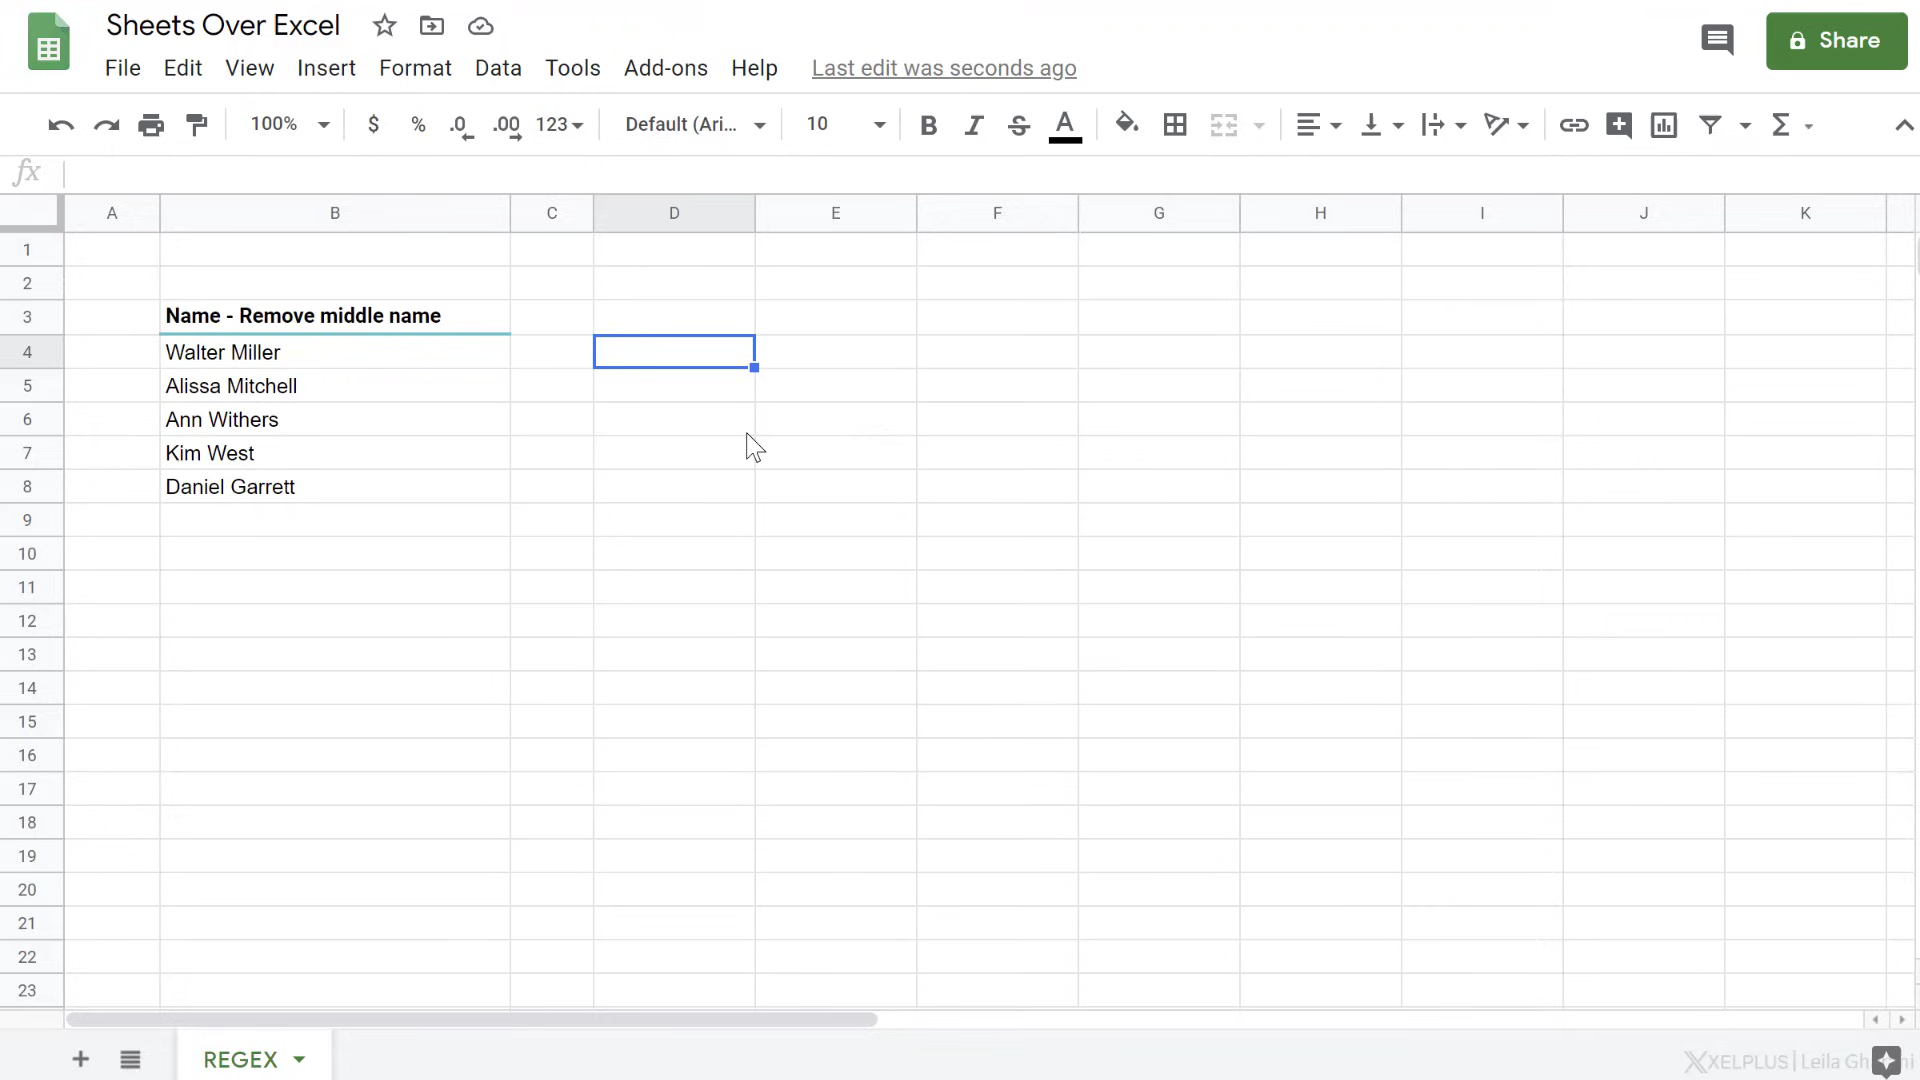 Sheets Over Excel
File Edit View Insert Format Data Tools Add-ons Help Last edit was seconds ago
Share
100% $ % .0 .00 123 Default (Ari... 10 B I S A Σ
fx
A B C D E F G H I J K
1
2
3 Name - Remove middle name
4 Walter Miller
5 Alissa Mitchell
6 Ann Withers
7 Kim West
8 Daniel Garrett
9
10
11
12
13
14
15
16
17
18
19
20
21
22
23
+ REGEX
XELPLUS | Leila